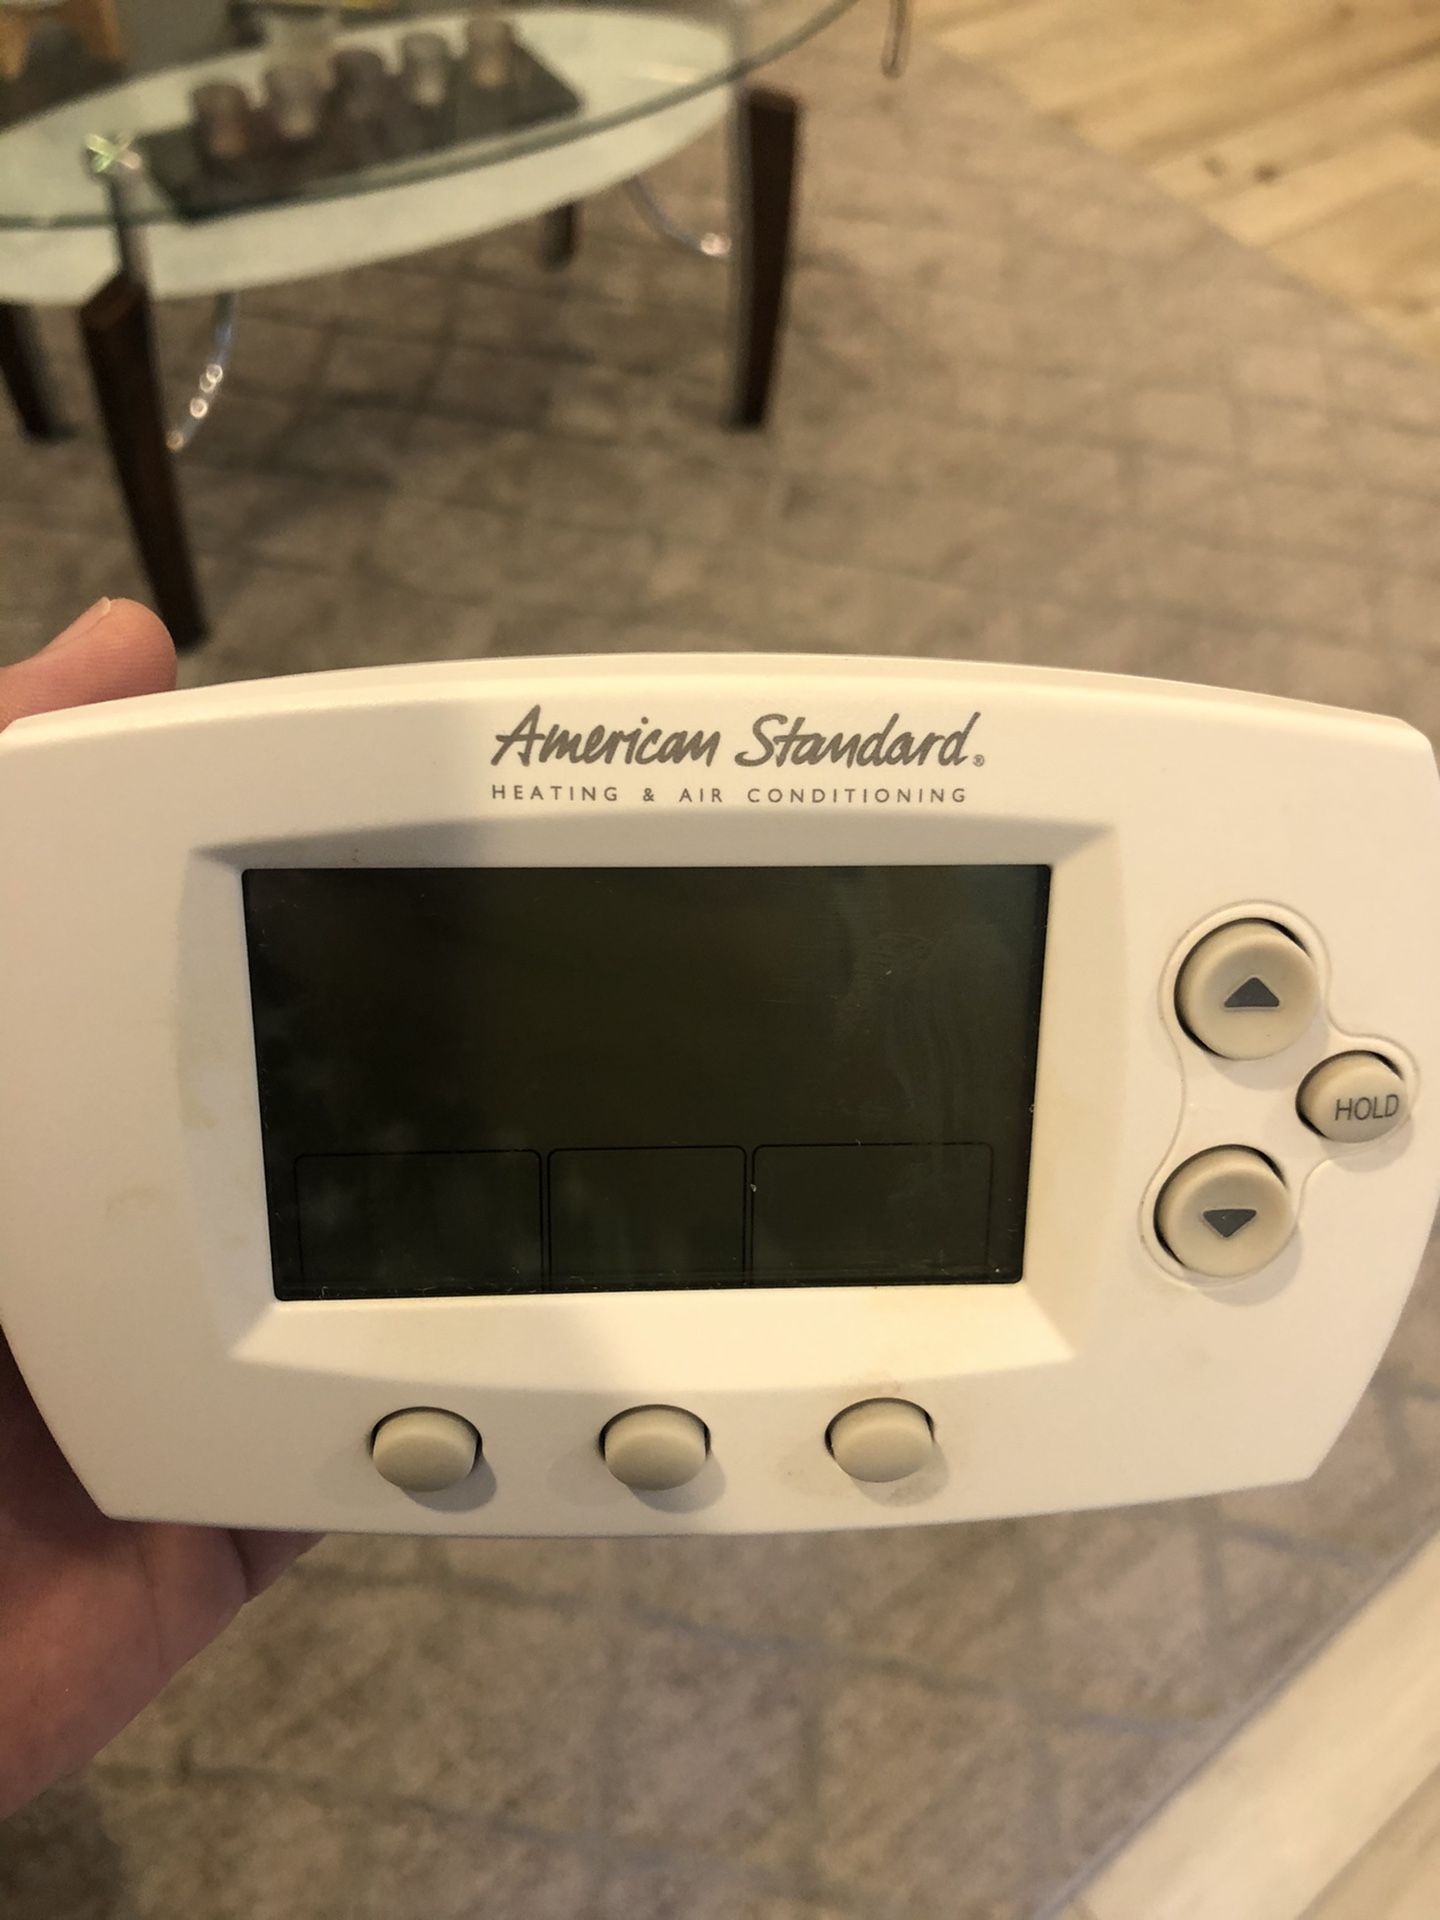 American Standard®
HEATING & AIR CONDITIONING
HOLD